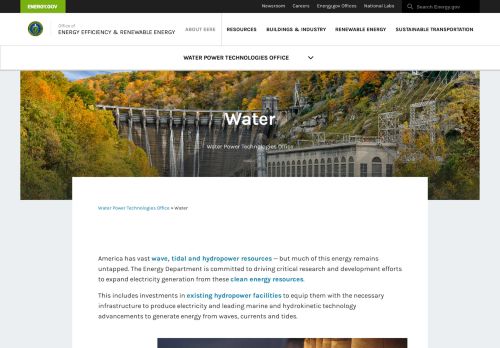 ENERGY.GOV
Newsroom Careers Energy.gov Offices National Labs Search Energy.gov
Office of
ENERGY EFFICIENCY & RENEWABLE ENERGY
ABOUT EERE RESOURCES BUILDINGS & INDUSTRY RENEWABLE ENERGY SUSTAINABLE TRANSPORTATION
WATER POWER TECHNOLOGIES OFFICE
Water
Water Power Technologies Office
Water Power Technologies Office » Water
America has vast wave, tidal and hydropower resources — but much of this energy remains
untapped. The Energy Department is committed to driving critical research and development efforts
to expand electricity generation from these clean energy resources.
This includes investments in existing hydropower facilities to equip them with the necessary
infrastructure to produce electricity and leading marine and hydrokinetic technology
advancements to generate energy from waves, currents and tides.